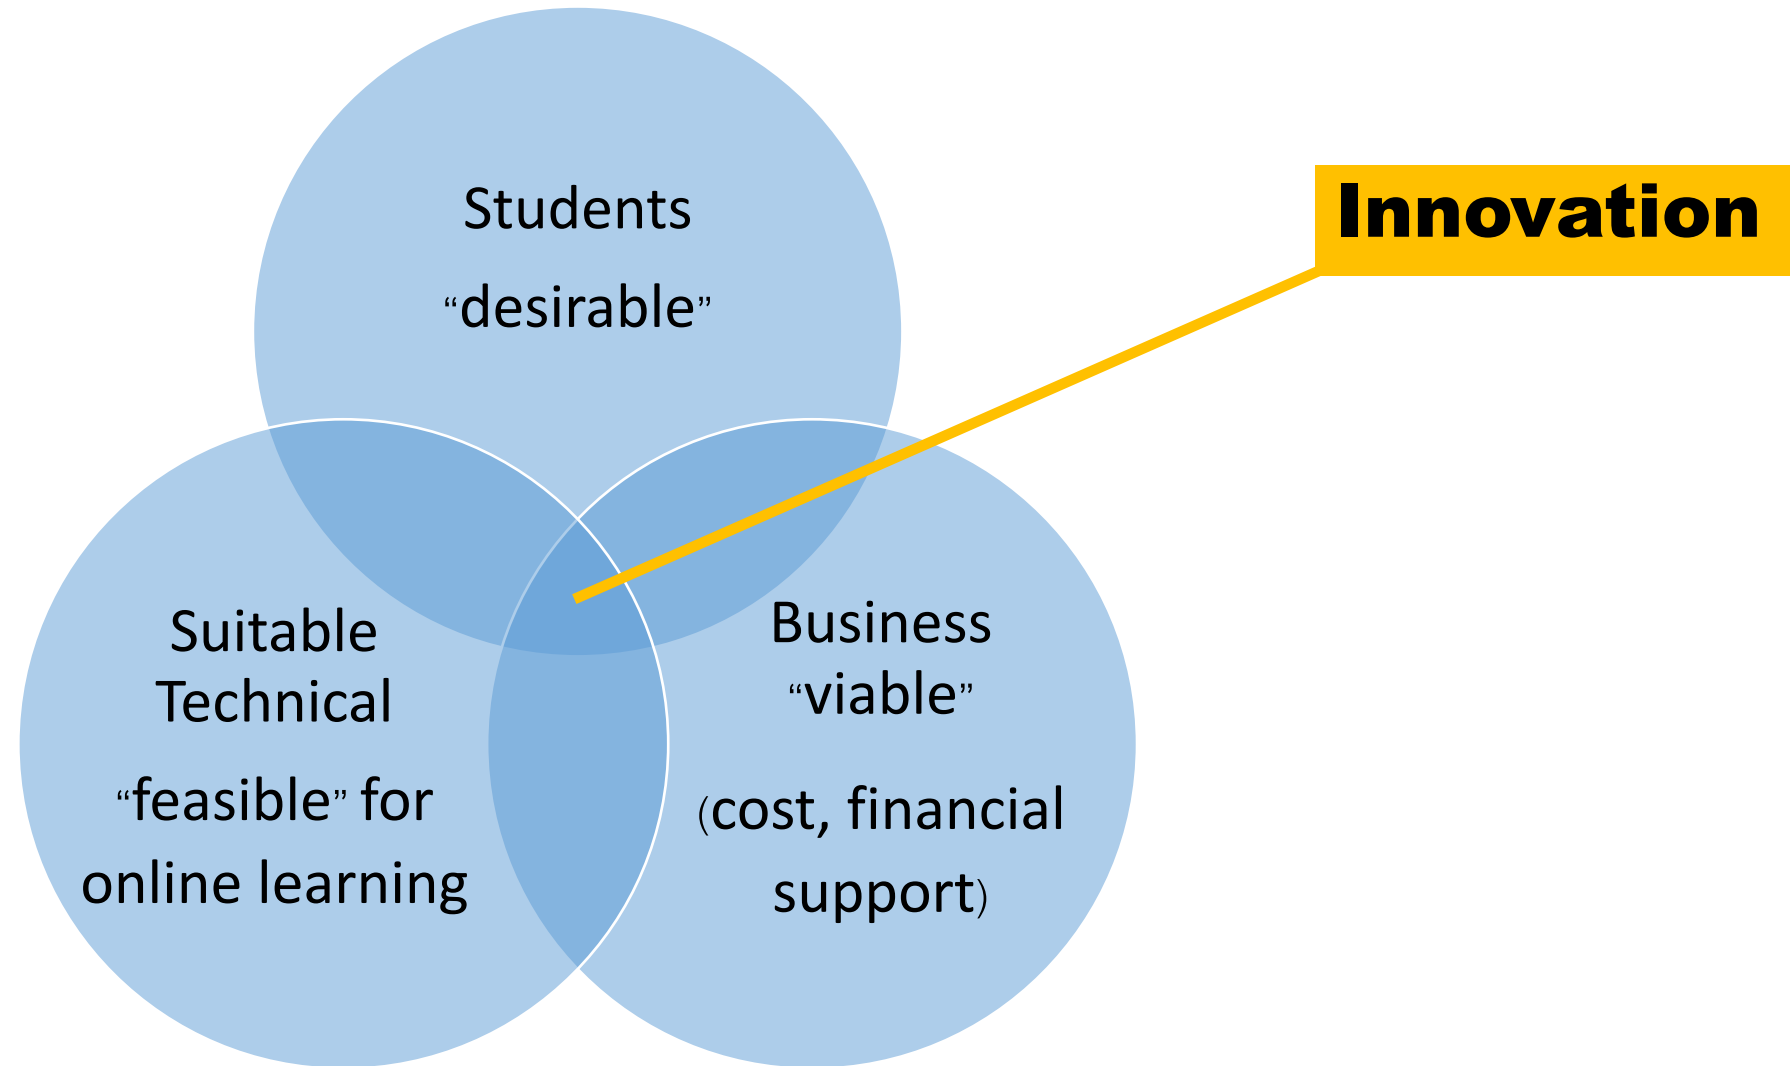 Students
“desirable”
Innovation
Suitable
Technical
“feasible” for
online learning
Business
“viable”
(cost, financial
support)